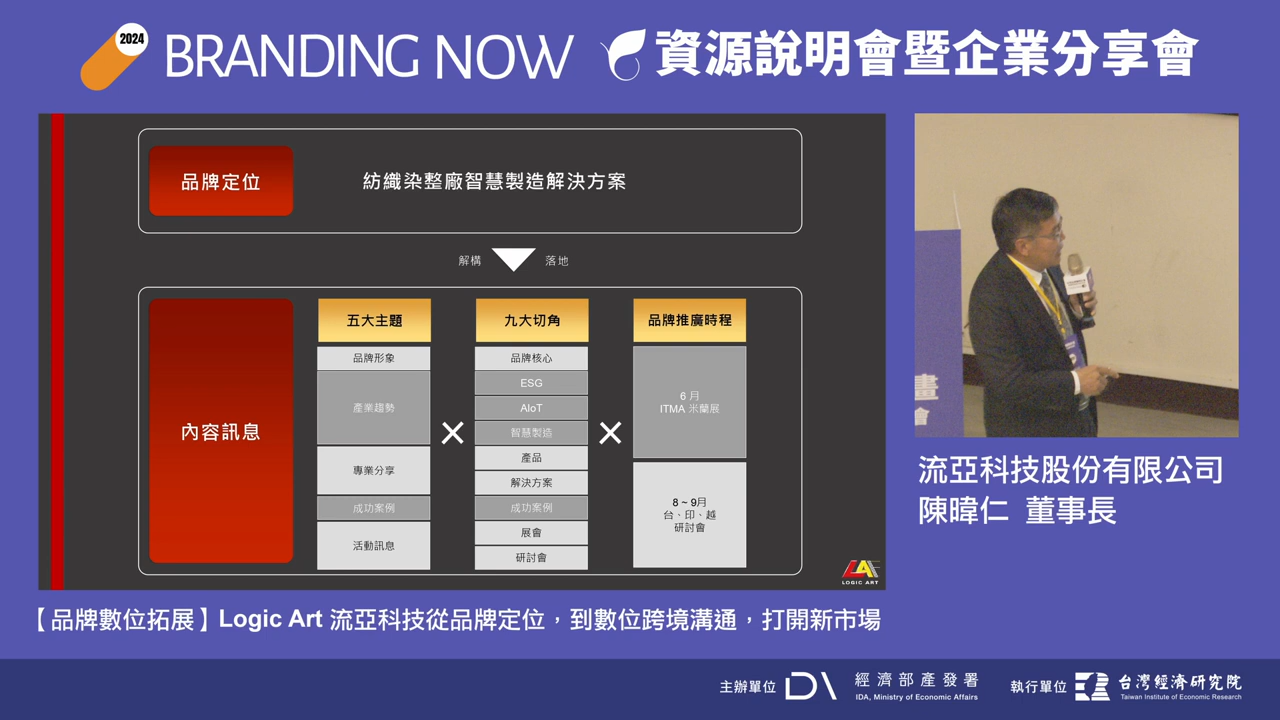 2024 BRANDING NOW 資源說明會暨企業分享會
品牌定位
紡織染整廠智慧製造解決方案
解構
落地
內容訊息
五大主題
品牌形象
產業趨勢
專業分享
成功案例
活動訊息
九大切角
品牌核心
ESG
AIoT
智慧製造
產品
解決方案
成功案例
展會
研討會
品牌推廣時程
6 月
ITMA 米蘭展
8 ~ 9月
台、印、越
研討會
LOGIC ART
畫
會
流亞科技股份有限公司
陳暐仁 董事長
【品牌數位拓展】Logic Art 流亞科技從品牌定位，到數位跨境溝通，打開新市場
主辦單位
經濟部產發署
IDA, Ministry of Economic Affairs
執行單位
台灣經濟研究院
Taiwan Institute of Economic Research